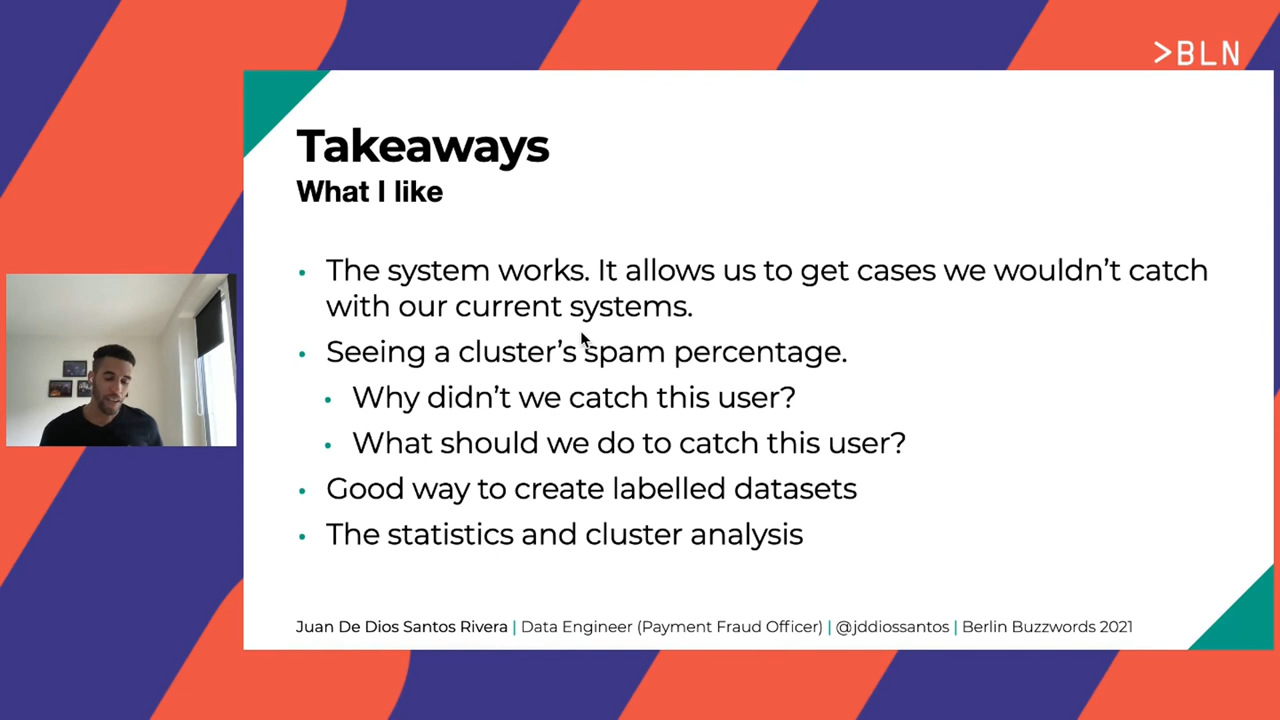 >BLN
Takeaways
What I like
• The system works. It allows us to get cases we wouldn’t catch
with our current systems.
• Seeing a cluster’s spam percentage.
• Why didn’t we catch this user?
• What should we do to catch this user?
• Good way to create labelled datasets
• The statistics and cluster analysis
Juan De Dios Santos Rivera | Data Engineer (Payment Fraud Officer) | @jddiossantos | Berlin Buzzwords 2021